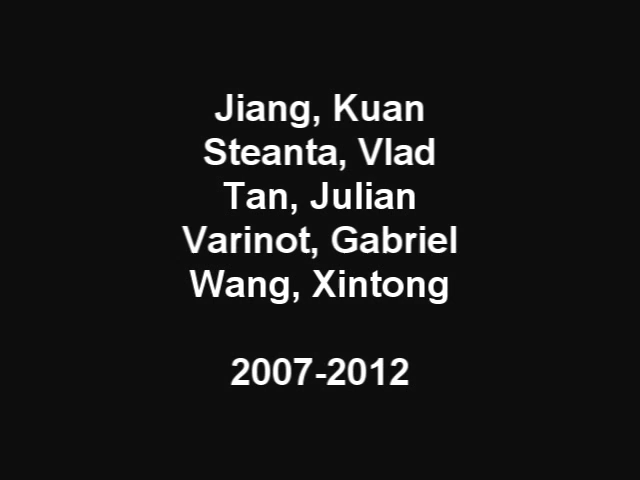 Jiang, Kuan
Steanta, Vlad
Tan, Julian
Varinot, Gabriel
Wang, Xintong
2007-2012